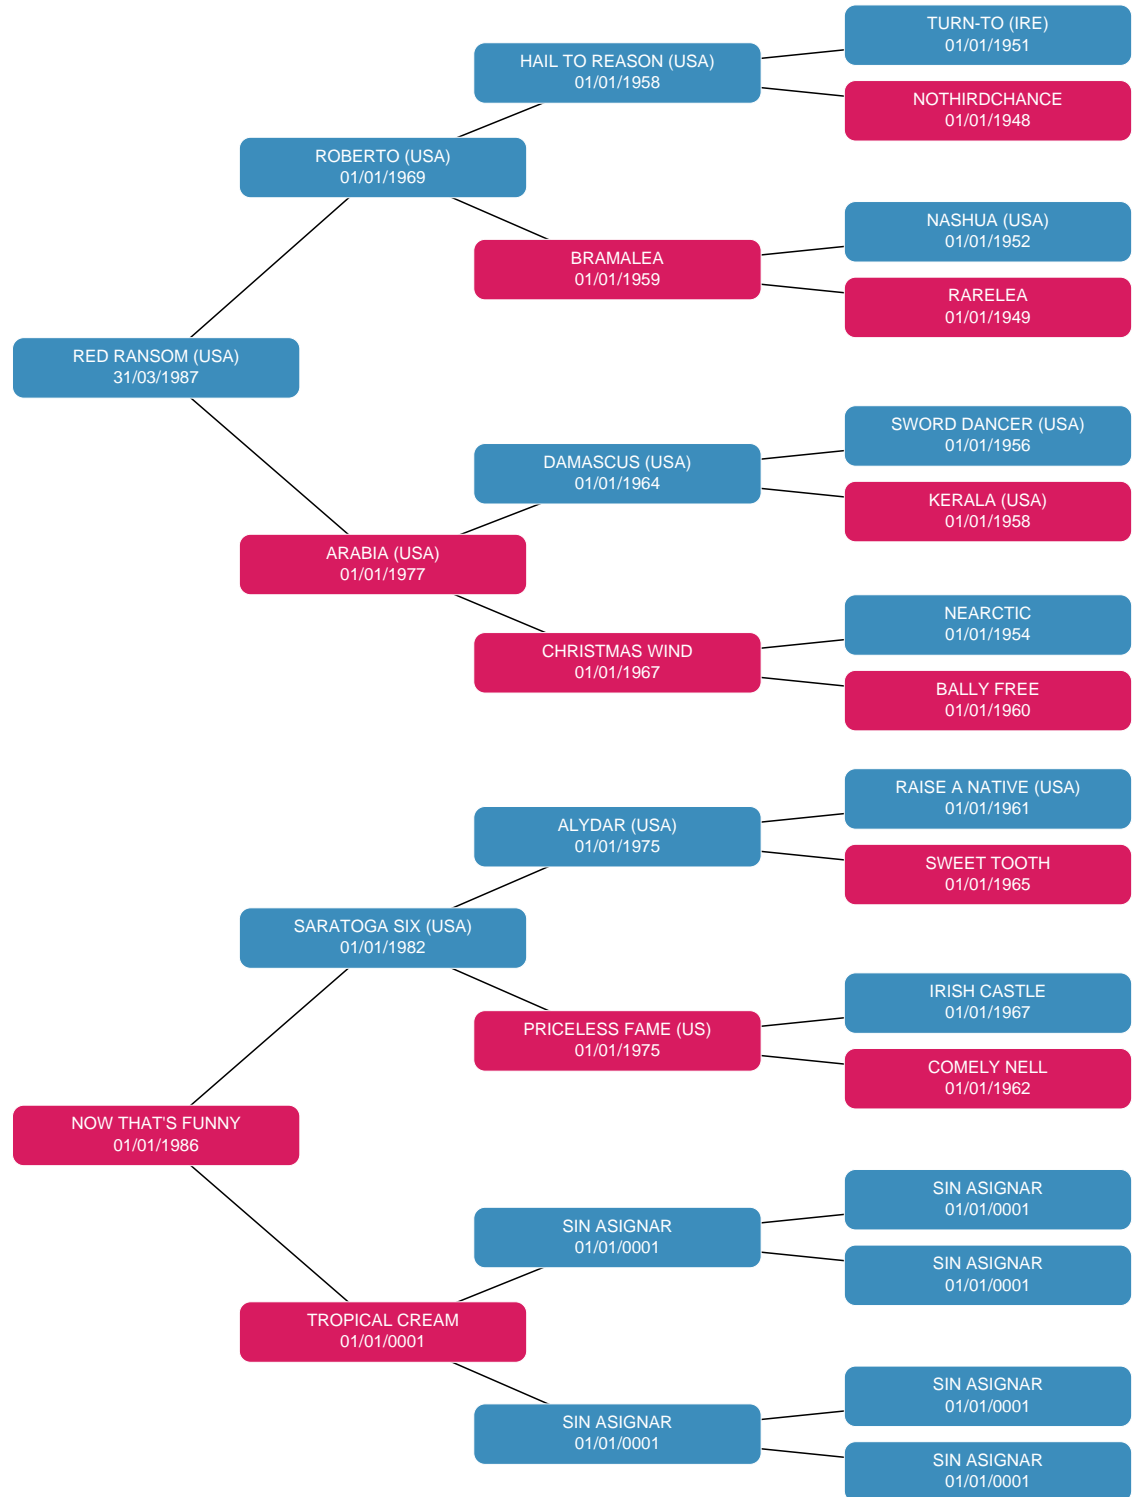 TURN-TO (IRE)
01/01/1951
HAIL TO REASON (USA)
01/01/1958
NOTHIRDCHANCE
01/01/1948
ROBERTO (USA)
01/01/1969
NASHUA (USA)
01/01/1952
BRAMALEA
01/01/1959
RARELEA
01/01/1949
RED RANSOM (USA)
31/03/1987
SWORD DANCER (USA)
01/01/1956
DAMASCUS (USA)
01/01/1964
KERALA (USA)
01/01/1958
ARABIA (USA)
01/01/1977
NEARCTIC
01/01/1954
CHRISTMAS WIND
01/01/1967
BALLY FREE
01/01/1960
RAISE A NATIVE (USA)
01/01/1961
ALYDAR (USA)
01/01/1975
SWEET TOOTH
01/01/1965
SARATOGA SIX (USA)
01/01/1982
IRISH CASTLE
01/01/1967
PRICELESS FAME (US)
01/01/1975
COMELY NELL
01/01/1962
NOW THAT'S FUNNY
01/01/1986
SIN ASIGNAR
01/01/0001
SIN ASIGNAR
01/01/0001
SIN ASIGNAR
01/01/0001
TROPICAL CREAM
01/01/0001
SIN ASIGNAR
01/01/0001
SIN ASIGNAR
01/01/0001
SIN ASIGNAR
01/01/0001